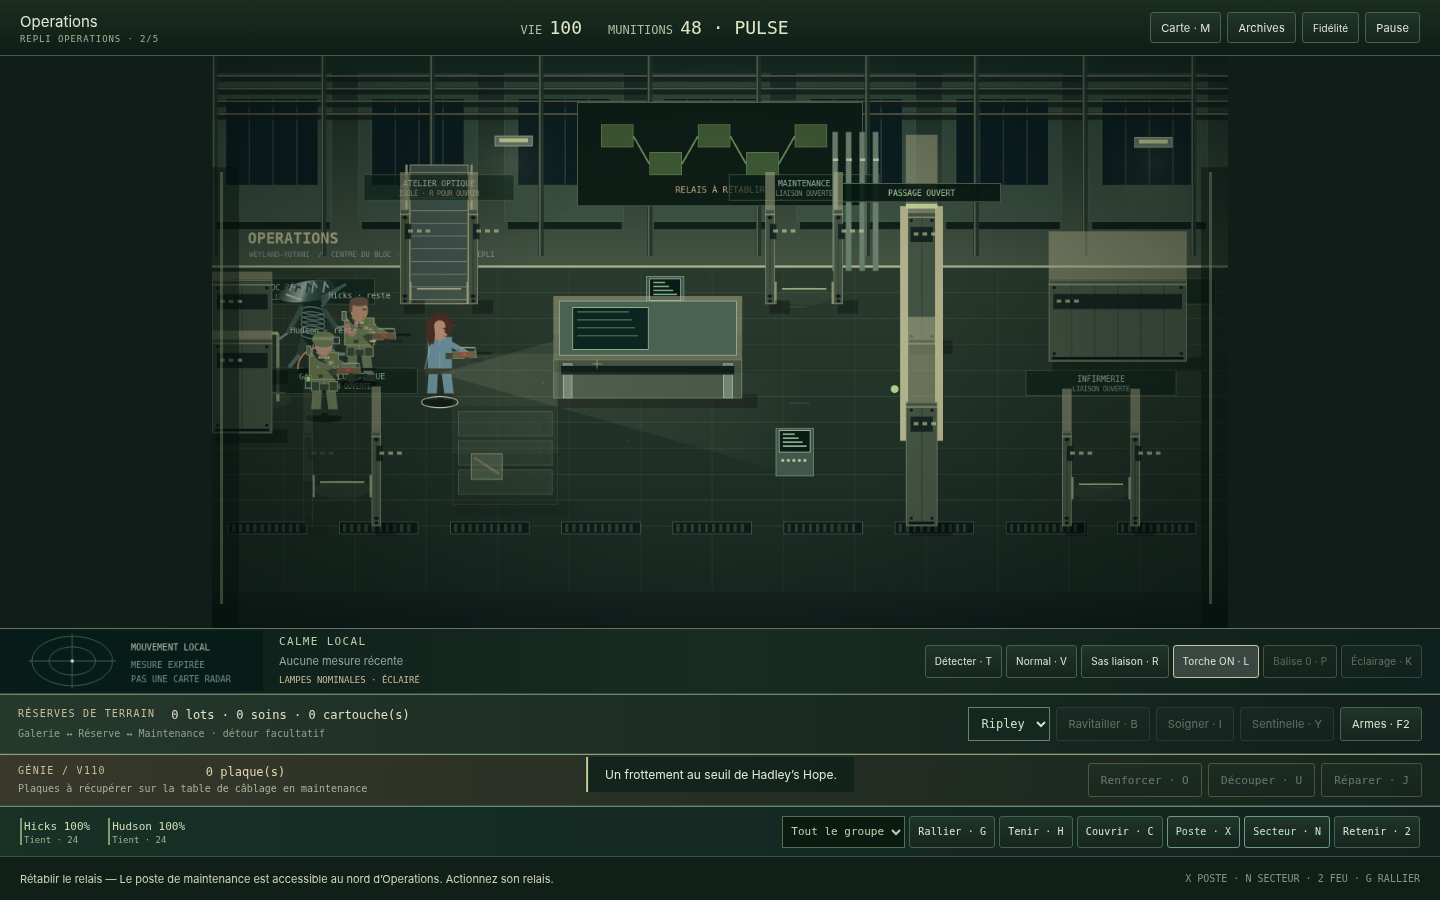 Operations
REPLI OPERATIONS · 2/5
VIE 100 MUNITIONS 48 · PULSE
Carte · M
Archives
Fidélité
Pause
ATELIER OPTIQUE
ISOLÉ · R POUR OUVRIR
RELAIS À RÉTABLIR
MAINTENANCE
LIAISON OUVERTE
PASSAGE OUVERT
OPERATIONS
WEYLAND-YUTANI / CENTRE DU BLOC ·
Hicks · reste
Hudson · reste
INFIRMERIE
LIAISON OUVERTE
MOUVEMENT LOCAL
MESURE EXPIRÉE
PAS UNE CARTE RADAR
CALME LOCAL
Aucune mesure récente
LAMPES NOMINALES · ÉCLAIRÉ
Détecter · T
Normal · V
Sas liaison · R
Torche ON · L
Balise 0 · P
Éclairage · K
RÉSERVES DE TERRAIN 0 lots · 0 soins · 0 cartouche(s)
Galerie ↔ Réserve ↔ Maintenance · détour facultatif
Ripley
Ravitailler · B
Soigner · I
Sentinelle · Y
Armes · F2
GÉNIE / V110 0 plaque(s)
Plaques à récupérer sur la table de câblage en maintenance
Un frottement au seuil de Hadley’s Hope.
Renforcer · O
Découper · U
Réparer · J
Hicks 100%
Tient · 24
Hudson 100%
Tient · 24
Tout le groupe
Rallier · G
Tenir · H
Couvrir · C
Poste · X
Secteur · N
Retenir · 2
Rétablir le relais — Le poste de maintenance est accessible au nord d’Operations. Actionnez son relais.
X POSTE · N SECTEUR · 2 FEU · G RALLIER